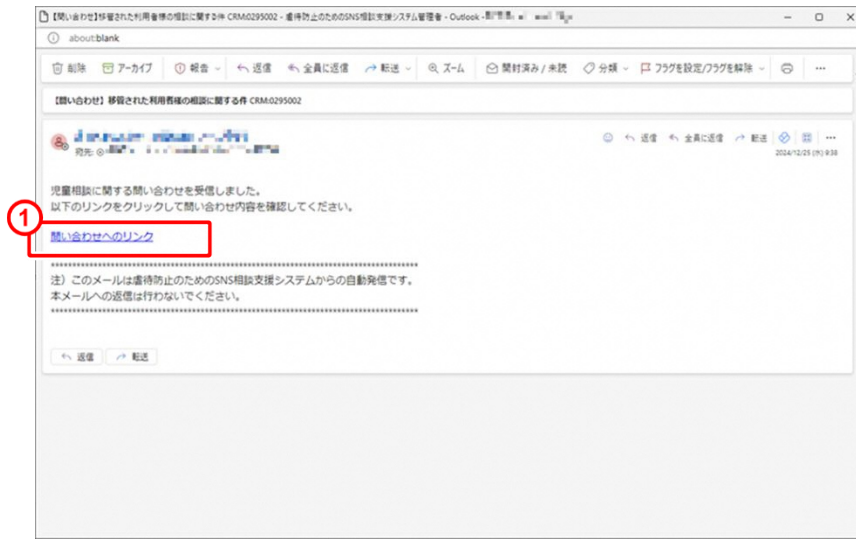 【問い合わせ】移管された利用者様の相談に関する件 CRM:0295002 - 虐待防止のためのSNS相談支援システム管理者 - Outlook -
about:blank
削除 アーカイブ 報告 返信 全員に返信 転送 ズーム 開封済み / 未読 分類 フラグを設定/フラグを解除 ...
【問い合わせ】移管された利用者様の相談に関する件 CRM:0295002
返信 全員に返信 転送 ...
宛先:
2024/12/25 (水) 9:38
児童相談に関する問い合わせを受信しました。
以下のリンクをクリックして問い合わせ内容を確認してください。
1
問い合わせへのリンク
注）このメールは虐待防止のためのSNS相談支援システムからの自動発信です。
本メールへの返信は行わないでください。
返信 転送